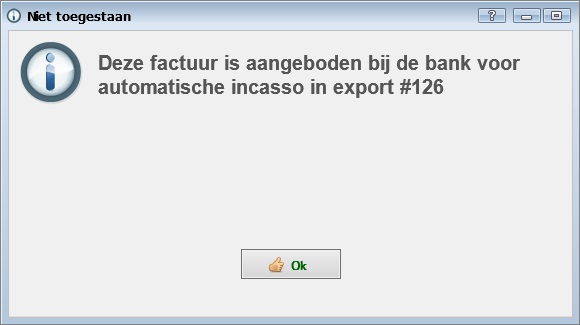 Niet toegestaan
Deze factuur is aangeboden bij de bank voor
automatische incasso in export #126
Ok